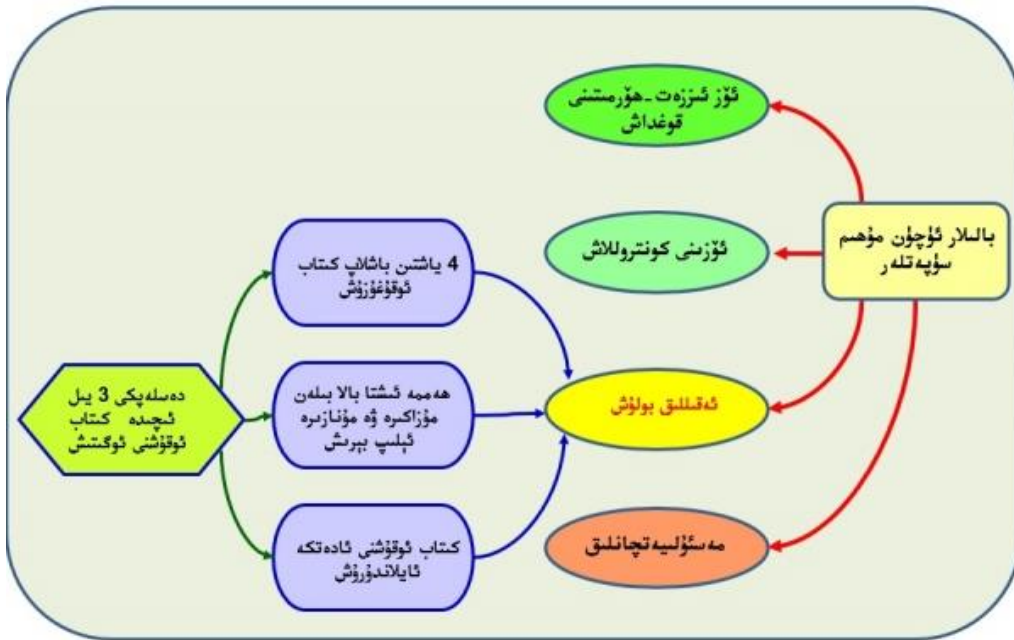 بالىلار ئۈچۈن مۇھىم
سۈپەتلەر
ئۆز ئىززەت-ھۆرمىتىنى
قوغداش
ئۆزىنى كونتروللاش
ئەقىللىق بولۇش
مەسئۇلىيەتچانلىق
4 ياشتىن باشلاپ كىتاب
ئوقۇغۇزۇش
ھەممە ئىشتا بالا بىلەن
مۇزاكىرە ۋە مۇنازىرە
ئېلىپ بېرىش
كىتاب ئوقۇشنى ئادەتكە
ئايلاندۇرۇش
دەسلەپكى 3 يىل
ئىچىدە كىتاب
ئوقۇشنى ئوگىتىش